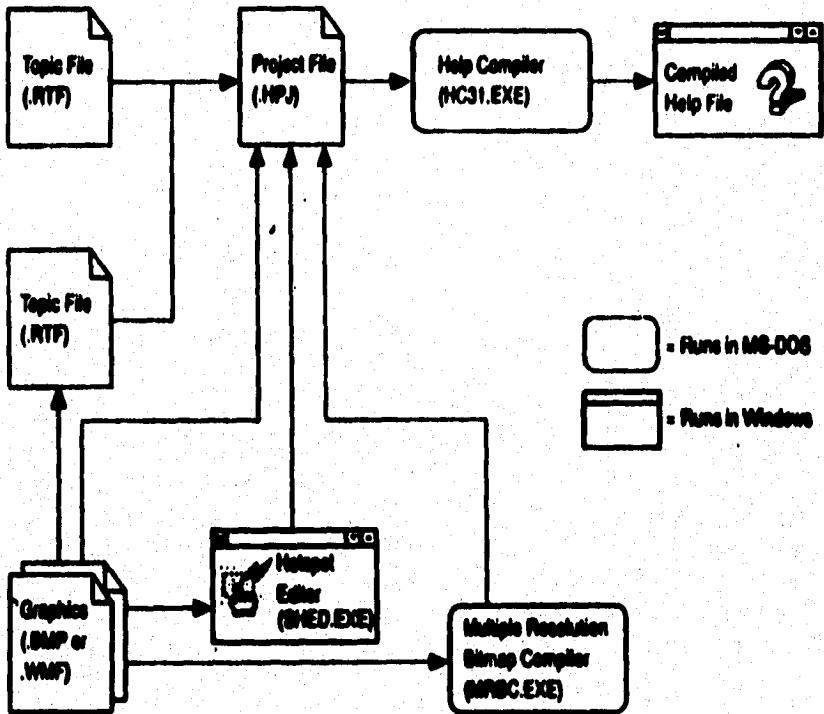 Topic File
(.RTF)
Project File
(.HPJ)
Help Compiler
(HC31.EXE)
Compiled
Help File
Topic File
(.RTF)
= Runs in MS-DOS
= Runs in Windows
Graphics
(.BMP or
.WMF)
Hotspot
Editor
(SHED.EXE)
Multiple Resolution
Bitmap Compiler
(MRBC.EXE)